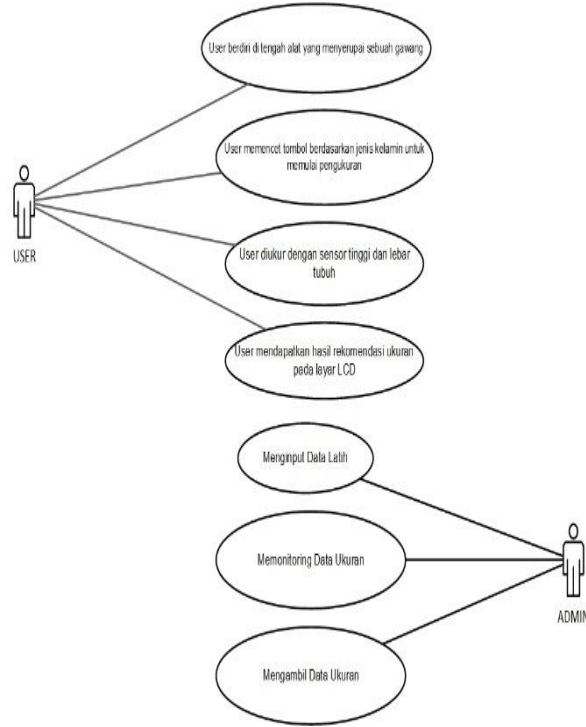 User berdiri di tengah alat yang menyerupai sebuah gawang
User memencet tombol berdasarkan jenis kelamin untuk
memulai pengukuran
USER
User diukur dengan sensor tinggi dan lebar
tubuh
User mendapatkan hasil rekomendasi ukuran
pada layar LCD
Menginput Data Latih
Memonitoring Data Ukuran
ADMIN
Mengambil Data Ukuran